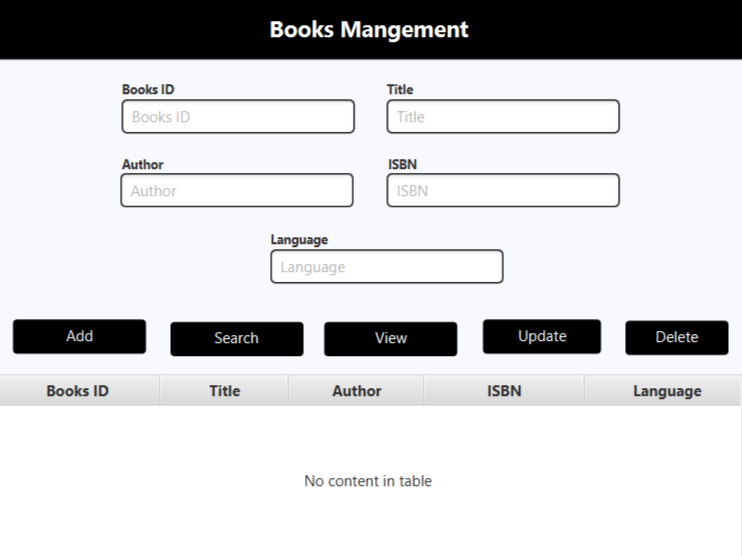 Books Mangement
Books ID Title
Books ID Title
Author ISBN
Author ISBN
Language
Language
Add Search View Update Delete
Books ID Title Author ISBN Language
No content in table